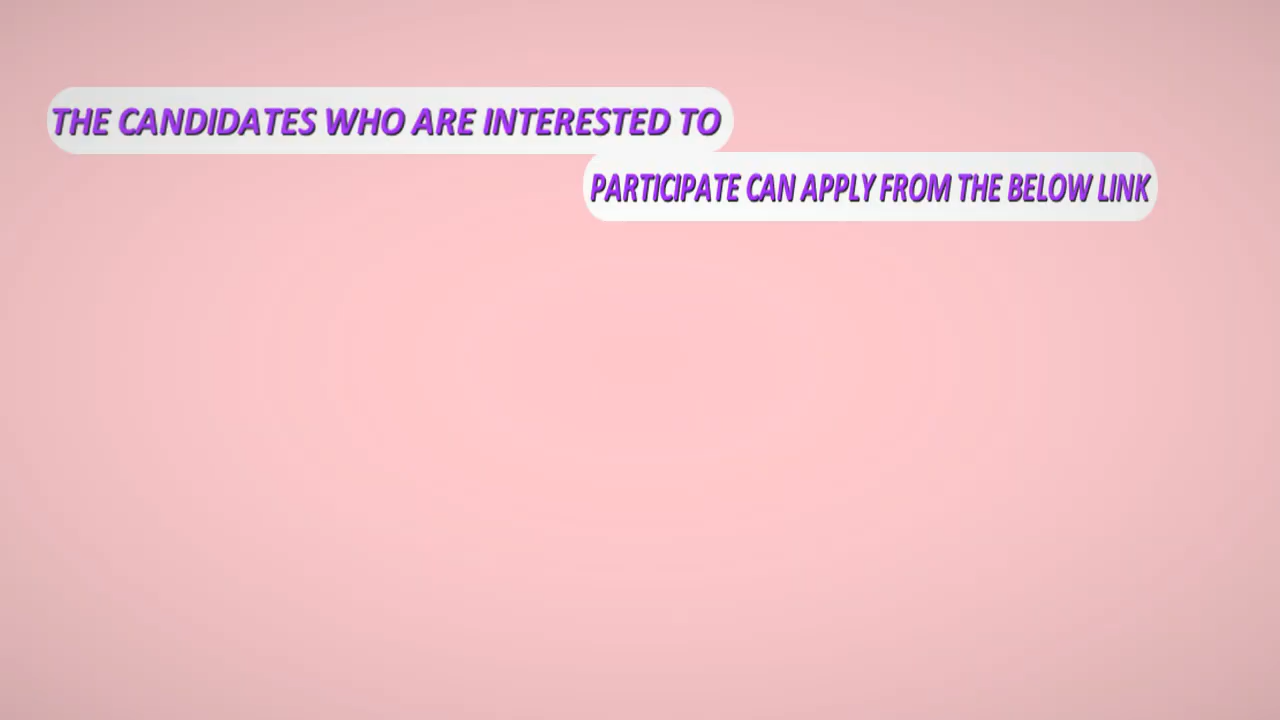 THE CANDIDATES WHO ARE INTERESTED TO
PARTICIPATE CAN APPLY FROM THE BELOW LINK